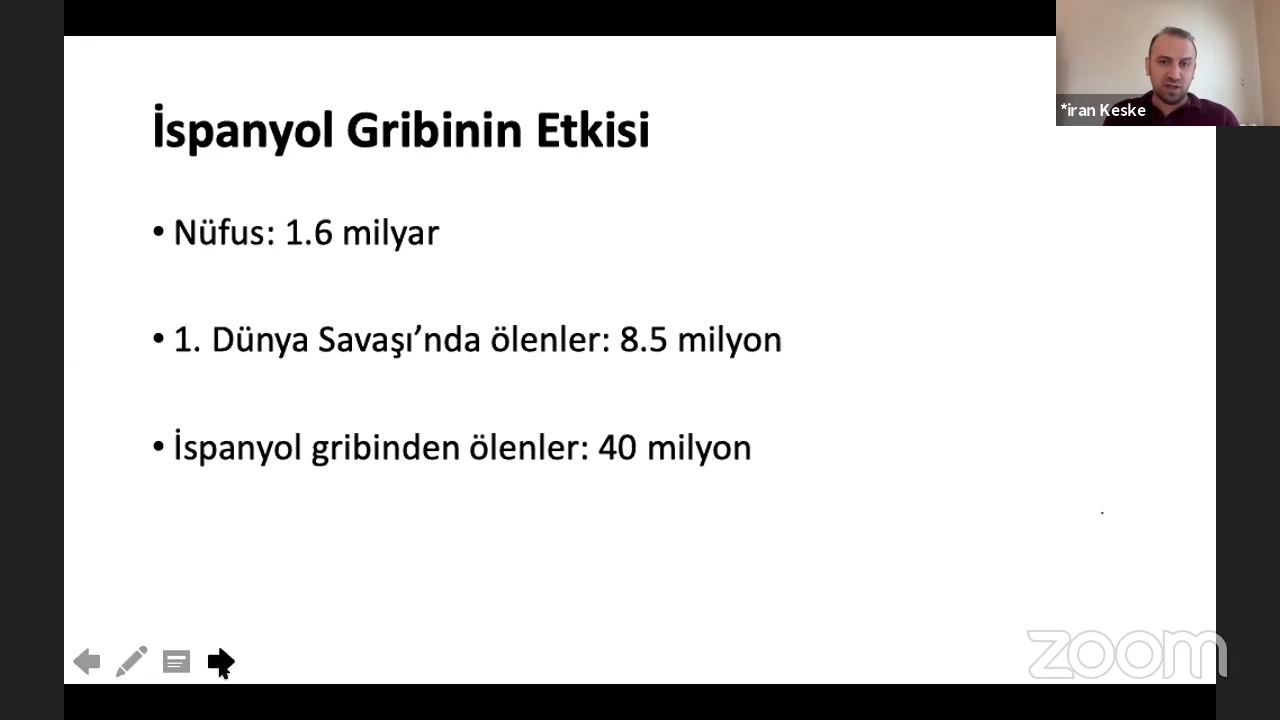 İspanyol Gribinin Etkisi
*iran Keske
• Nüfus: 1.6 milyar
• 1. Dünya Savaşı’nda ölenler: 8.5 milyon
• İspanyol gribinden ölenler: 40 milyon
zoom